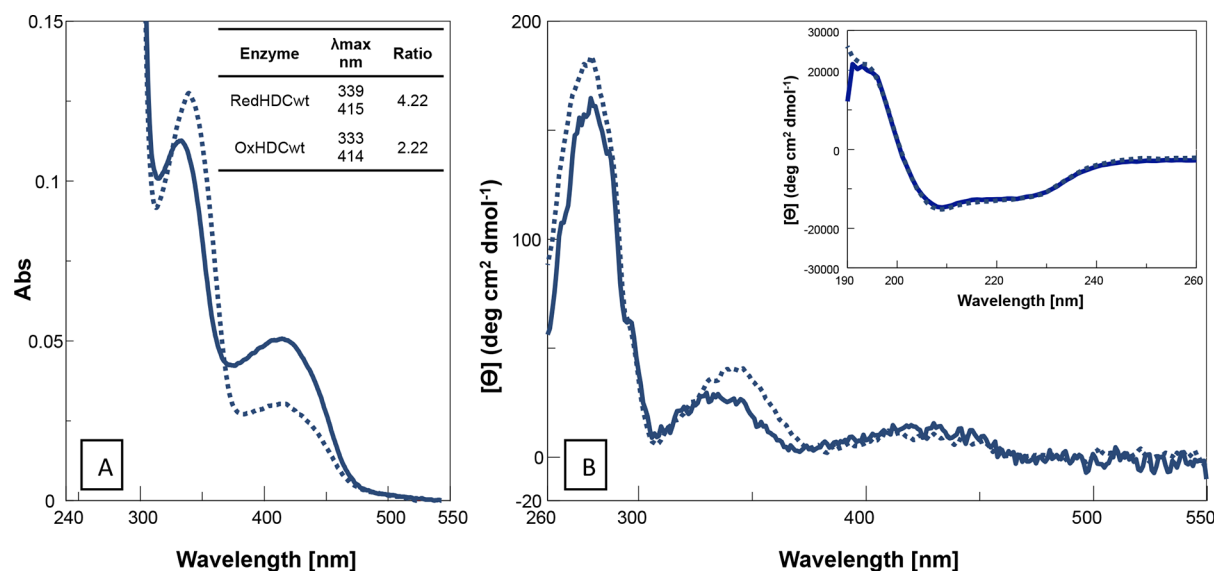 0.15
0.1
0.05
0
Abs
Enzyme λmax nm Ratio
RedHDCwt 339 415 4.22
OxHDCwt 333 414 2.22
A
240 300 400 550
Wavelength [nm]
200
100
0
-20
[Θ] (deg cm² dmol⁻¹)
B
260 300 400 500 550
Wavelength [nm]
30000
20000
0
-20000
-30000
[Θ] (deg cm² dmol⁻¹)
190 200 220 240 260
Wavelength [nm]